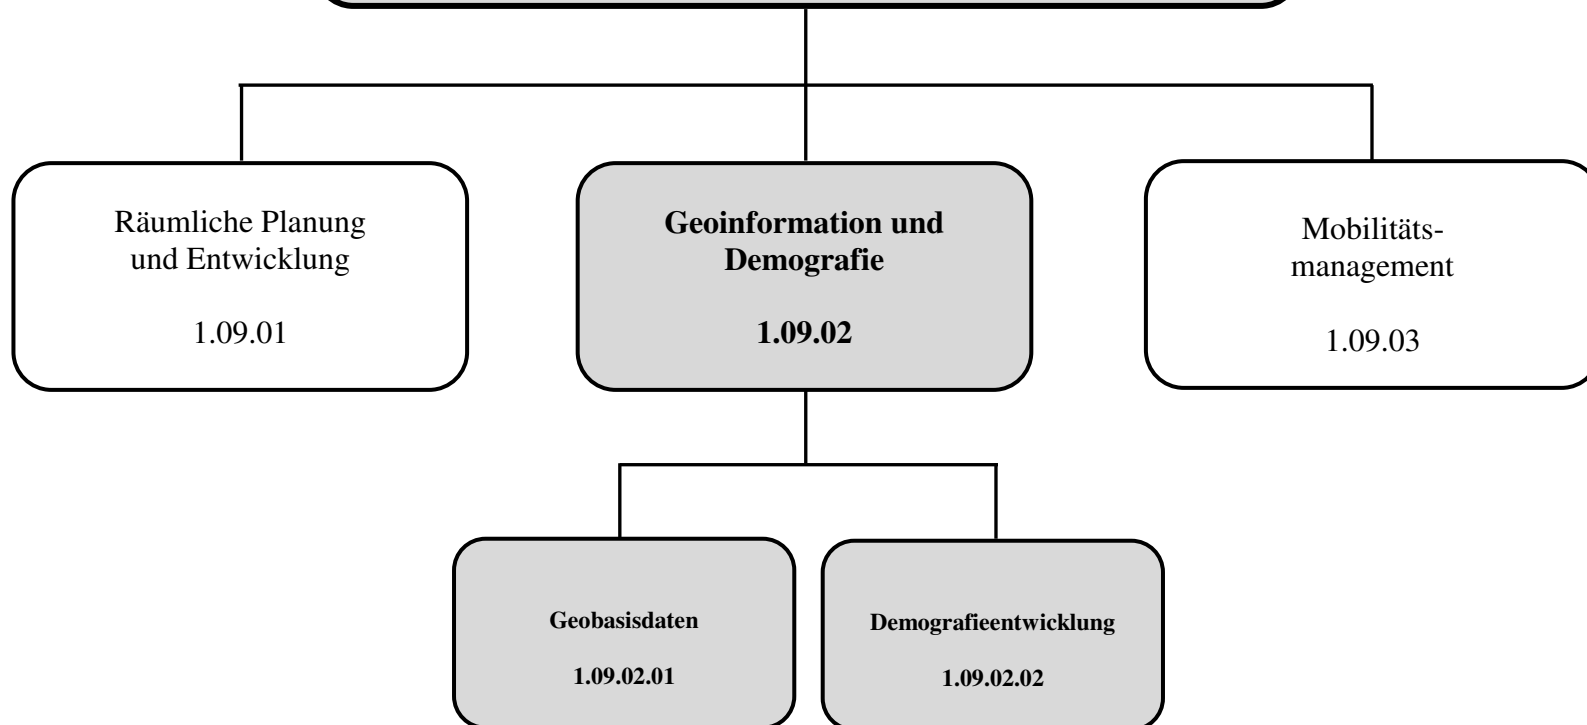 Räumliche Planung
und Entwicklung
1.09.01
Geoinformation und
Demografie
1.09.02
Mobilitäts-
management
1.09.03
Geobasisdaten
1.09.02.01
Demografieentwicklung
1.09.02.02